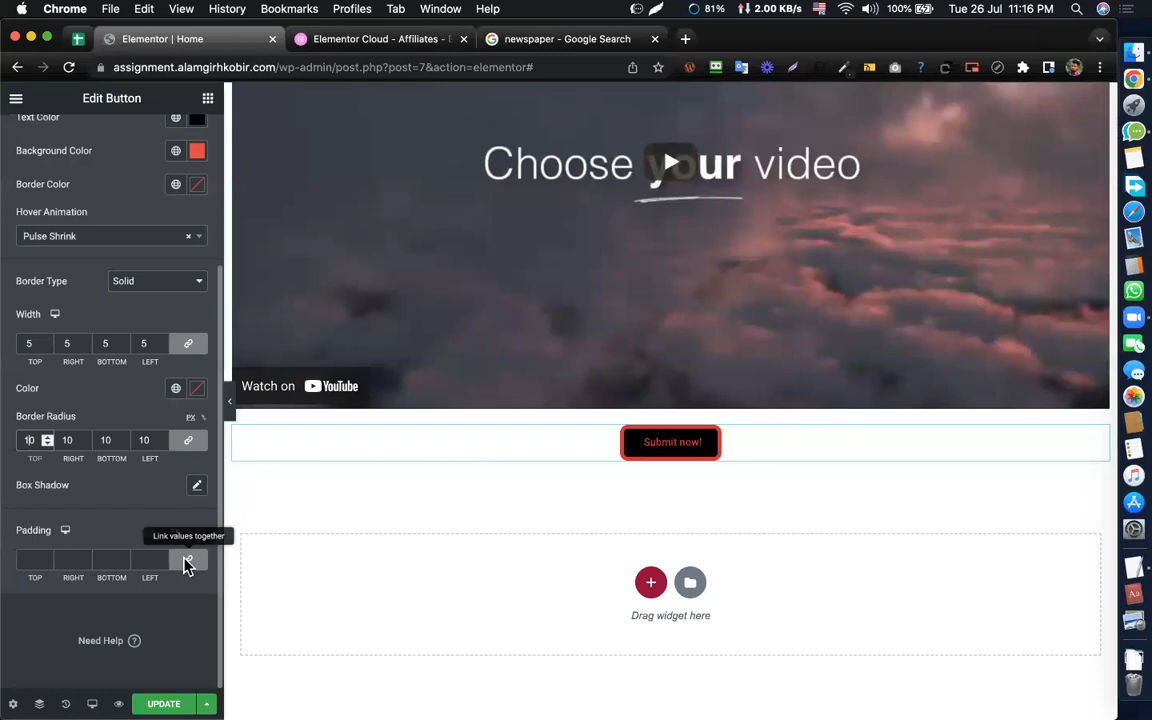 Chrome File Edit View History Bookmarks Profiles Tab Window Help 81% 2.00 KB/s 100% Tue 26 Jul 11:16 PM
Elementor | Home
Elementor Cloud - Affiliates - E
newspaper - Google Search
assignment.alamgirhkobir.com/wp-admin/post.php?post=7&action=elementor#
Edit Button
Text Color
Background Color
Border Color
Hover Animation
Pulse Shrink
Border Type
Solid
Width
5 5 5 5
TOP RIGHT BOTTOM LEFT
Color
Border Radius
PX %
10 10 10 10
TOP RIGHT BOTTOM LEFT
Box Shadow
Padding
Link values together
TOP RIGHT BOTTOM LEFT
Need Help ?
UPDATE
Choose your video
Watch on YouTube
Submit now!
Drag widget here